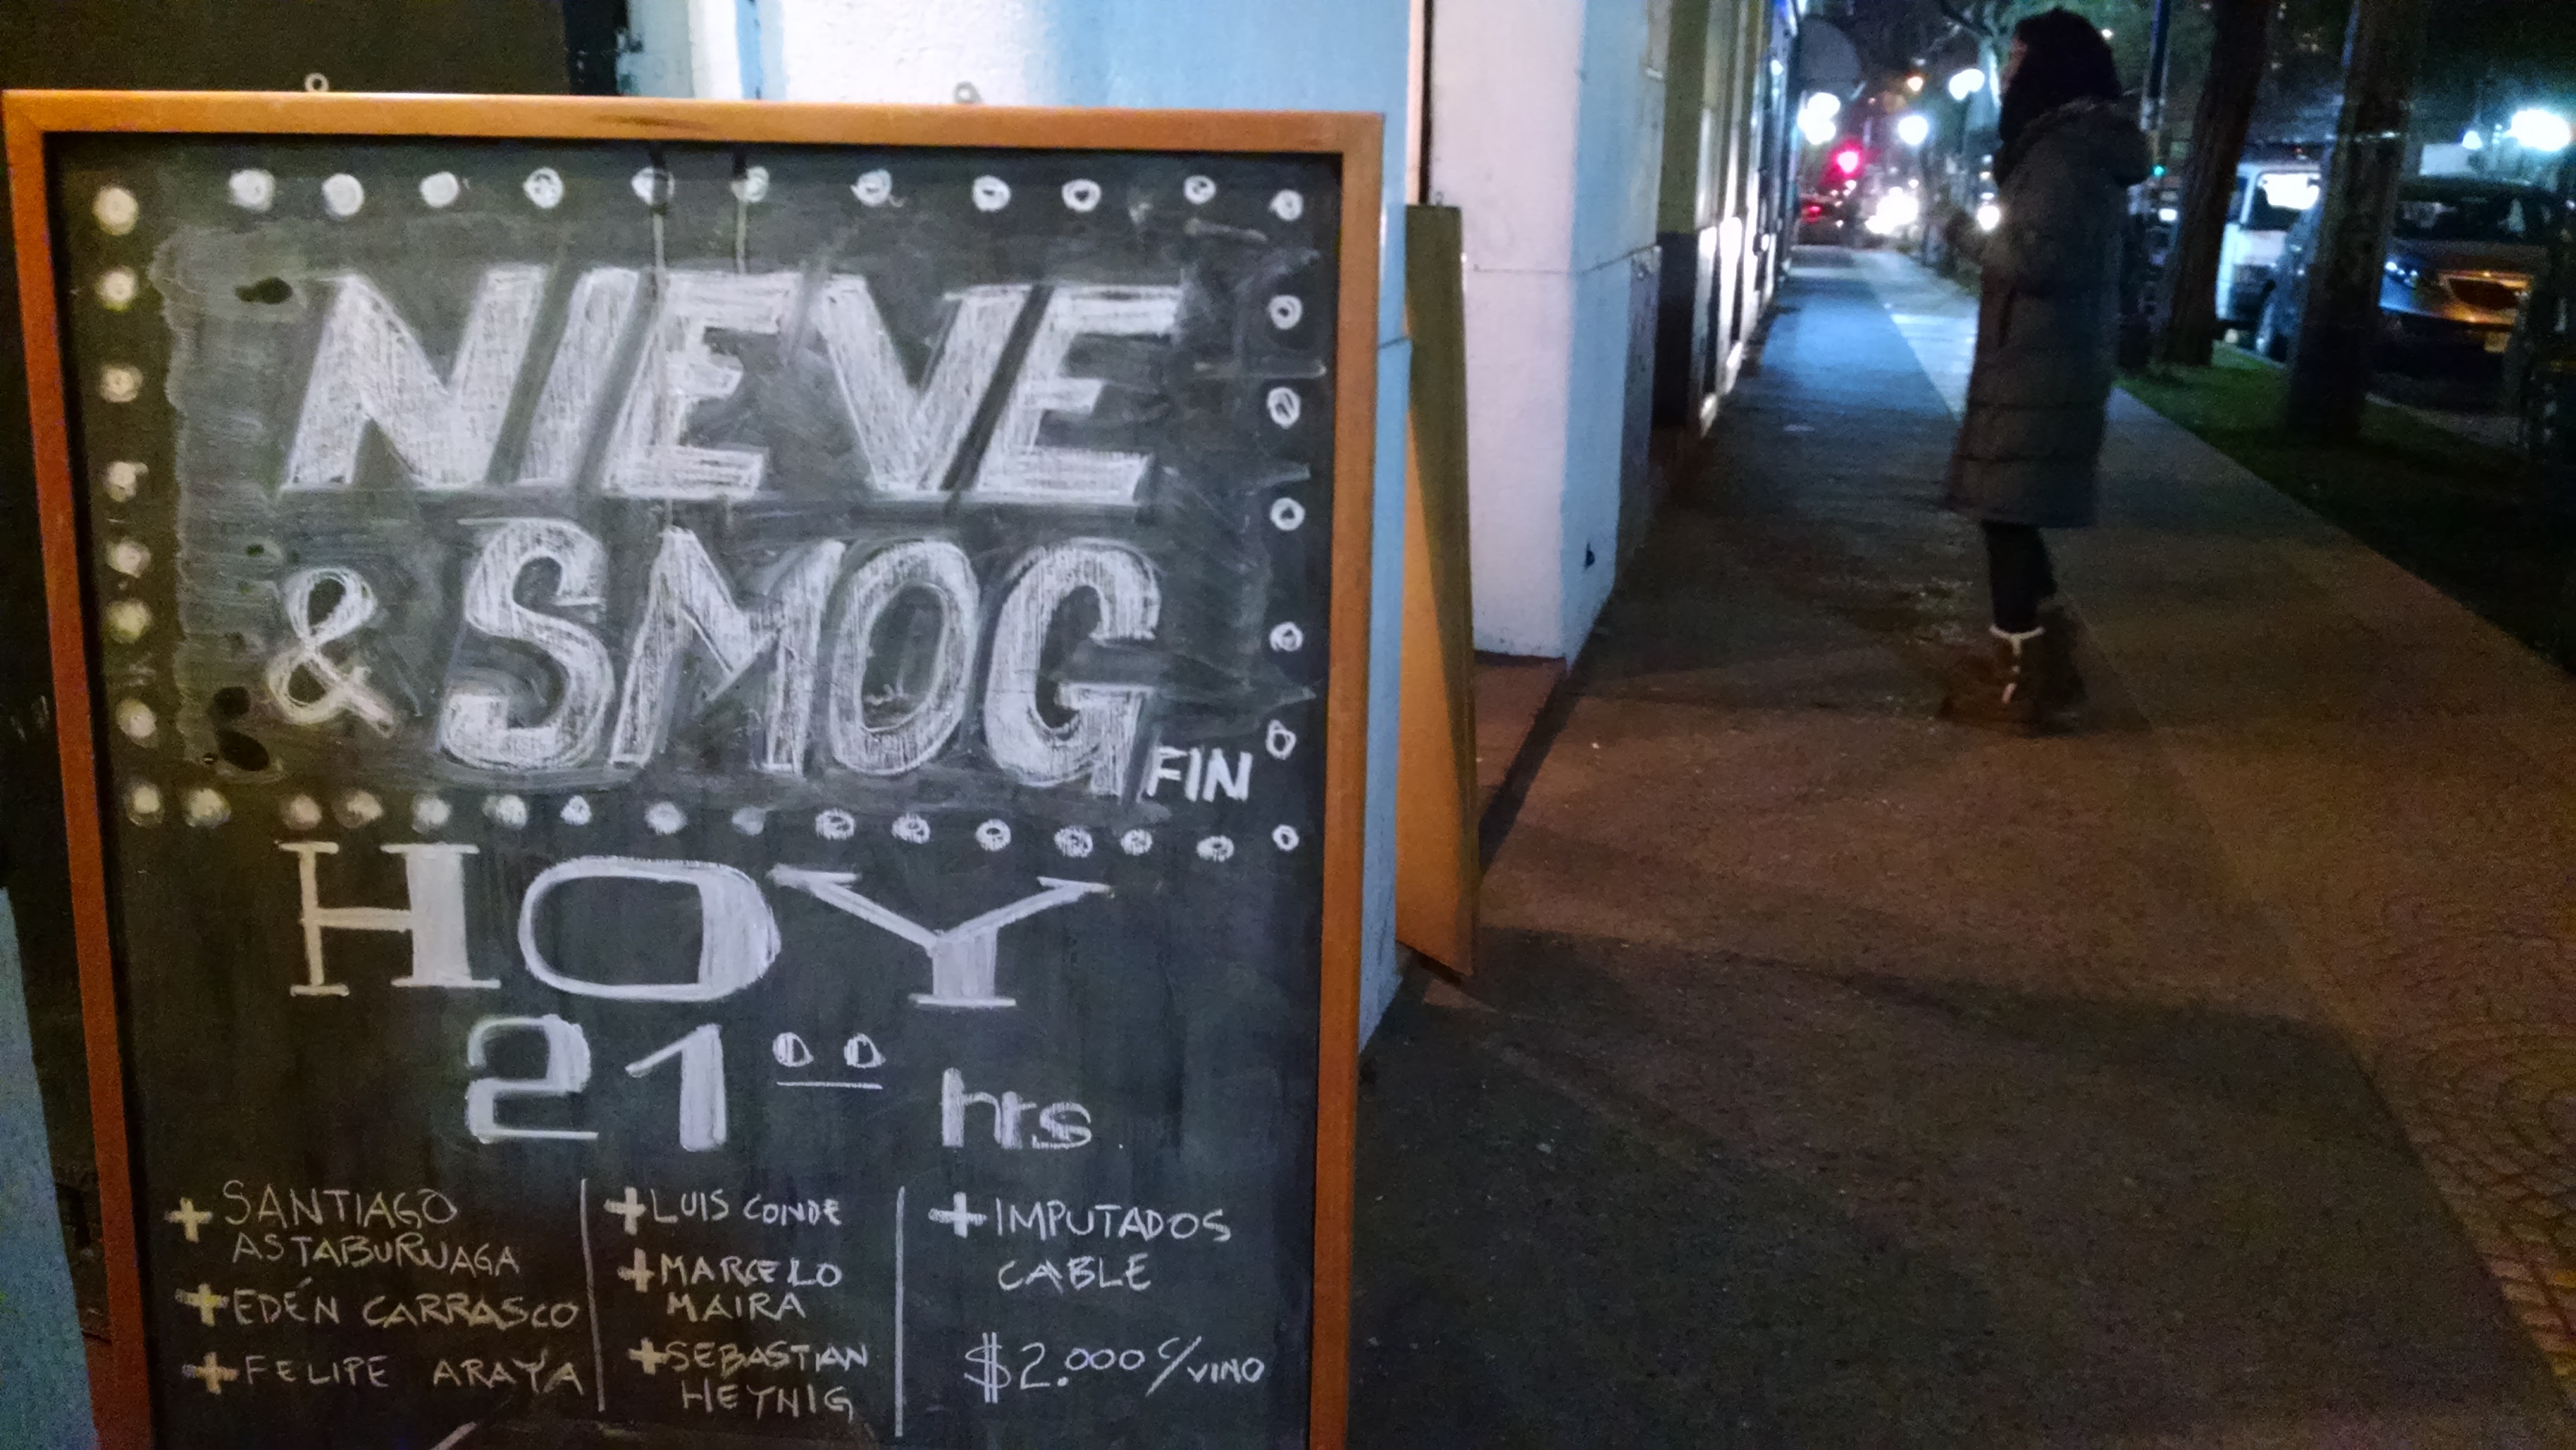 NIEVE
& SMOG FIN
HOY
21:00 hrs.
+ SANTIAGO
ASTABURUAGA
+ EDÉN CARRASCO
+ FELIPE ARAYA
+ LUIS CONDE
+ MARCELO
MAIRA
+ SEBASTIAN
HEYNIG
+ IMPUTADOS
CABLE
$2.000 c/VINO